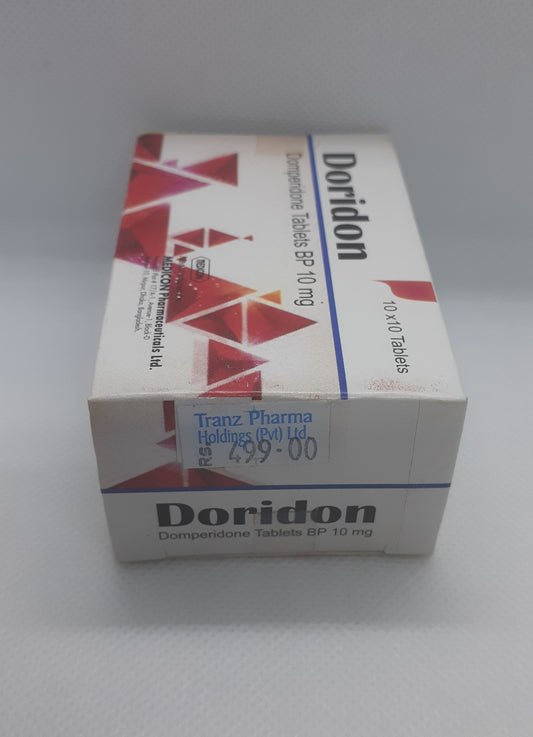 Doridon
Domperidone Tablets BP 10 mg
10 x10 Tablets
MEDICON Pharmaceuticals Ltd.
Tranz Pharma
Holdings (Pvt) Ltd
RS. 499.00
Doridon
Domperidone Tablets BP 10 mg